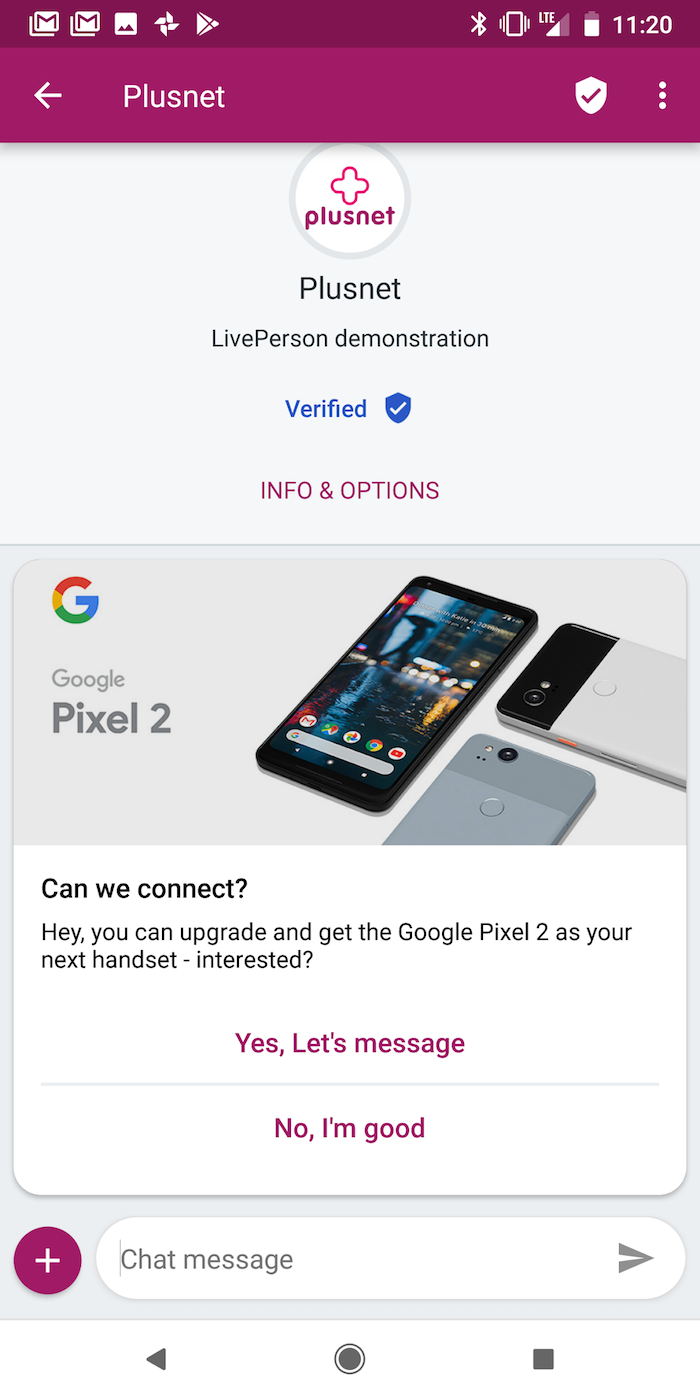 LTE
11:20
Plusnet
plusnet
Plusnet
LivePerson demonstration
Verified
INFO & OPTIONS
Google
Pixel 2
Can we connect?
Hey, you can upgrade and get the Google Pixel 2 as your
next handset - interested?
Yes, Let's message
No, I'm good
Chat message